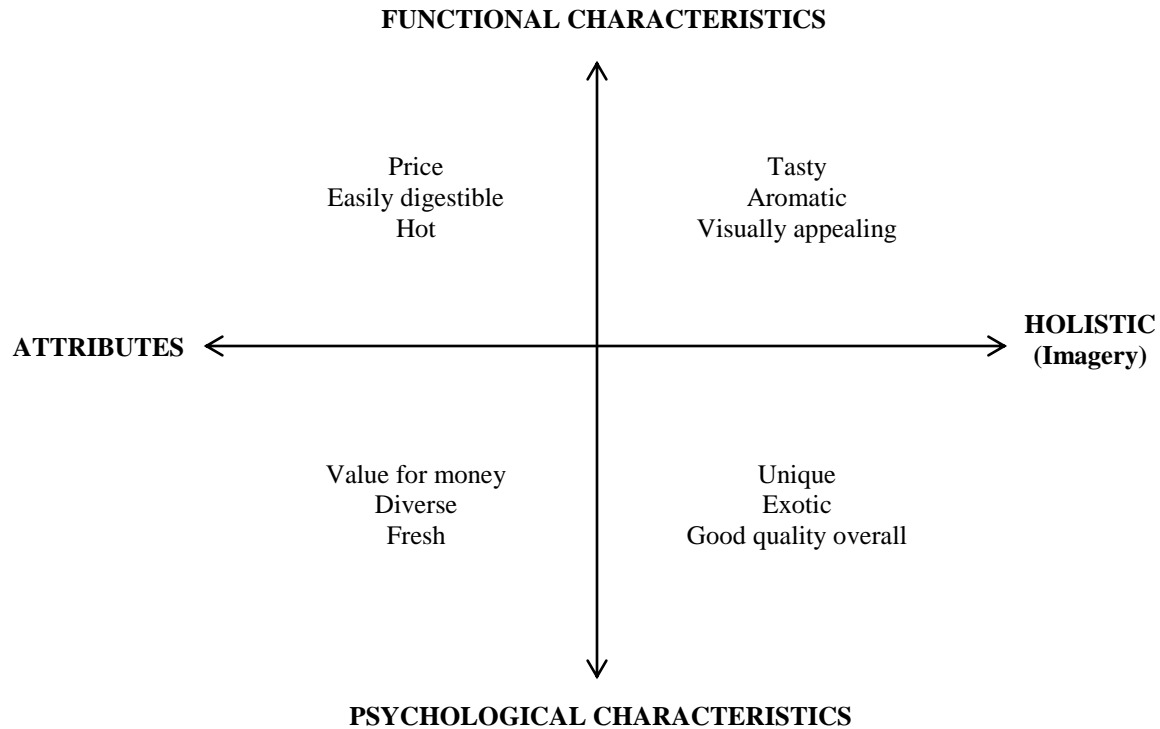 FUNCTIONAL CHARACTERISTICS
Price
Easily digestible
Hot
Tasty
Aromatic
Visually appealing
ATTRIBUTES
HOLISTIC
(Imagery)
Value for money
Diverse
Fresh
Unique
Exotic
Good quality overall
PSYCHOLOGICAL CHARACTERISTICS